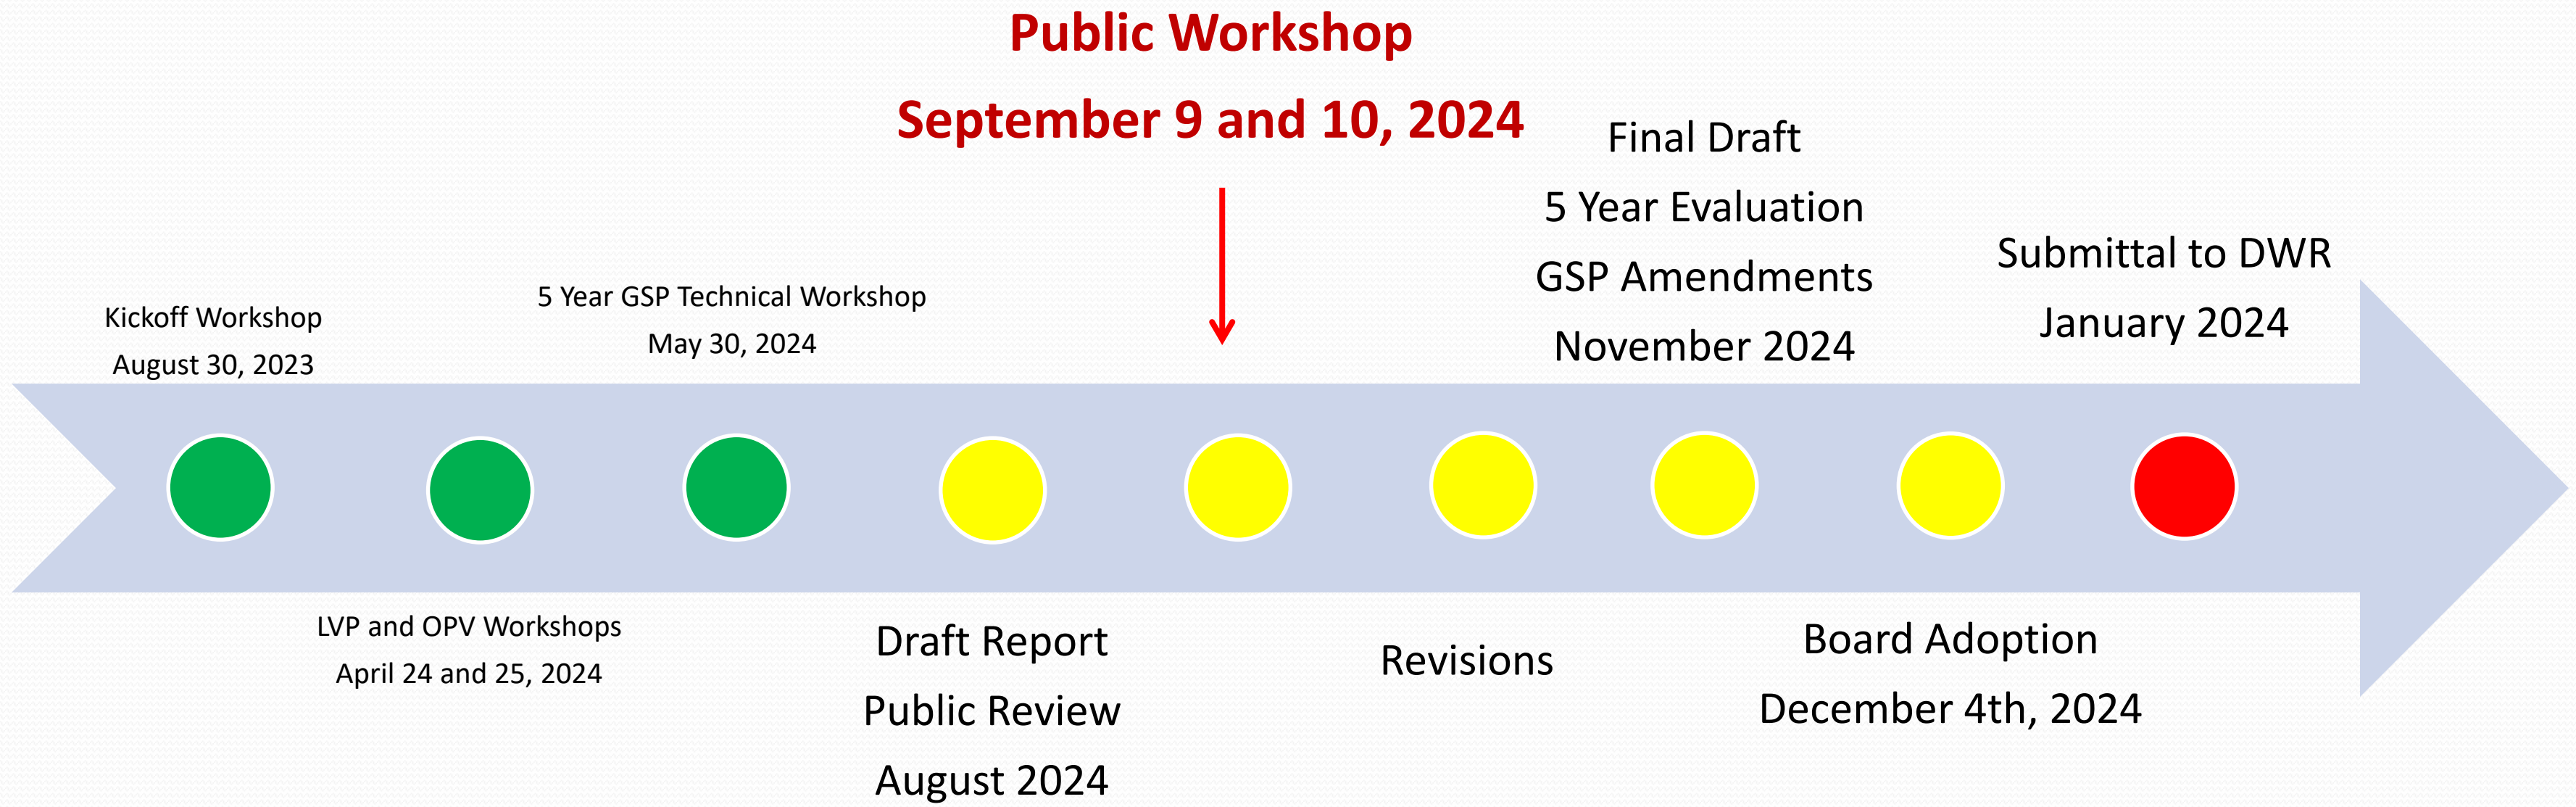 Public Workshop
September 9 and 10, 2024
Kickoff Workshop
August 30, 2023
5 Year GSP Technical Workshop
May 30, 2024
Final Draft
5 Year Evaluation
GSP Amendments
November 2024
Submittal to DWR
January 2024
LVP and OPV Workshops
April 24 and 25, 2024
Draft Report
Public Review
August 2024
Revisions
Board Adoption
December 4th, 2024